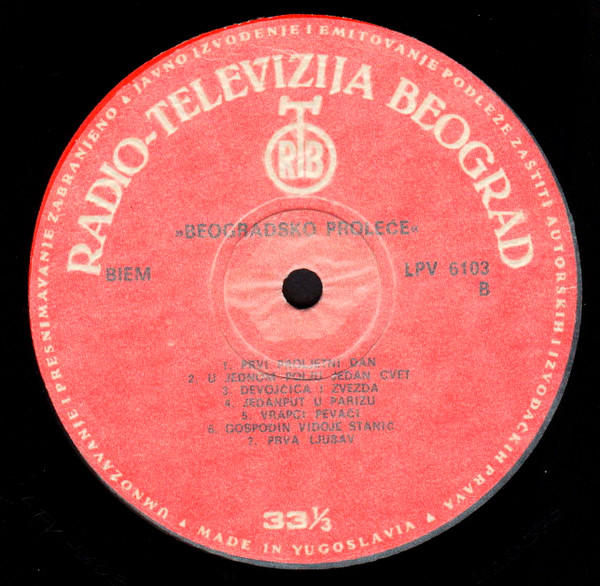 UMNOŽAVANJE I PRESNIMAVANJE ZABRANJENO ▲ JAVNO IZVOĐENJE I EMITOVANJE PODLEŽE ZAŠTITI AUTORSKIH I IZVOĐAČKIH PRAVA
▲ MADE IN YUGOSLAVIA ▲
RADIO-TELEVIZIJA BEOGRAD
RTB
»BEOGRADSKO PROLEĆE«
BIEM
LPV 6103
B
1. PRVI PROLJETNI DAN
2. U JEDNOM POLJU JEDAN CVET
3. DEVOJČICA I ZVEZDA
4. JEDANPUT U PARIZU
5. VRAPCI PEVAČI
6. GOSPODIN VIDOJE STANIĆ
7. PRVA LJUBAV
33⅓